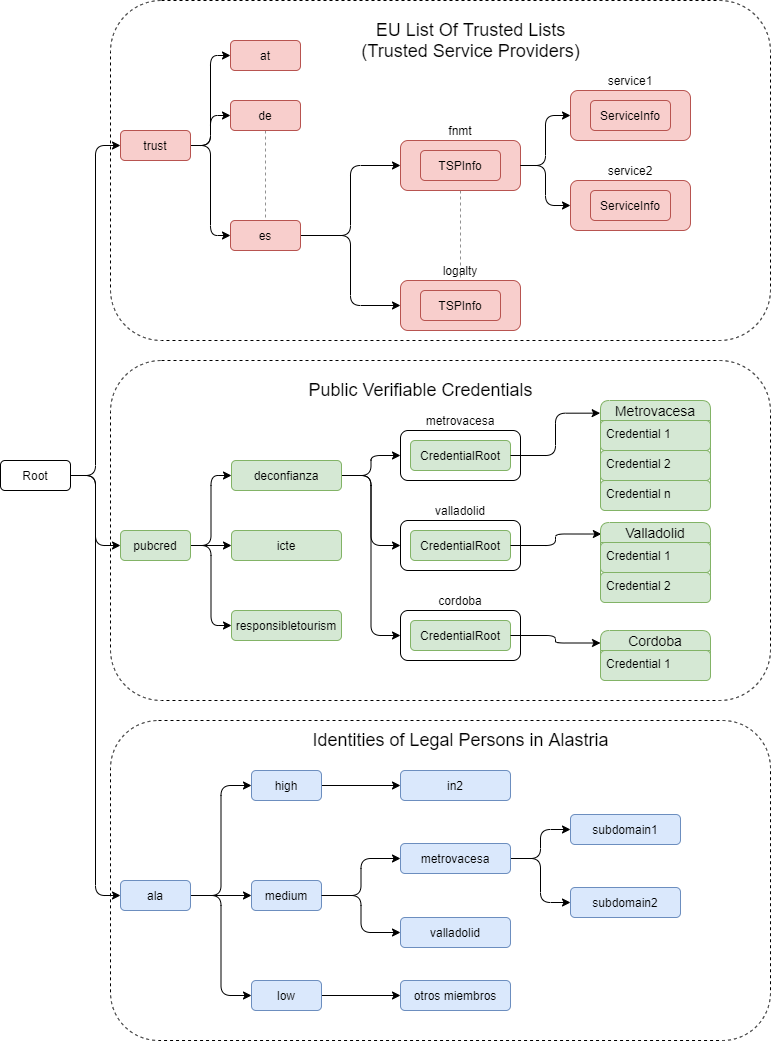 EU List Of Trusted Lists
(Trusted Service Providers)
at
de
trust
es
fnmt
TSPInfo
service1
ServiceInfo
service2
ServiceInfo
logalty
TSPInfo
Root
Public Verifiable Credentials
pubcred
deconfianza
icte
responsibletourism
metrovacesa
CredentialRoot
Metrovacesa
Credential 1
Credential 2
Credential n
valladolid
CredentialRoot
Valladolid
Credential 1
Credential 2
cordoba
CredentialRoot
Cordoba
Credential 1
Identities of Legal Persons in Alastria
ala
high
in2
medium
metrovacesa
subdomain1
subdomain2
valladolid
low
otros miembros